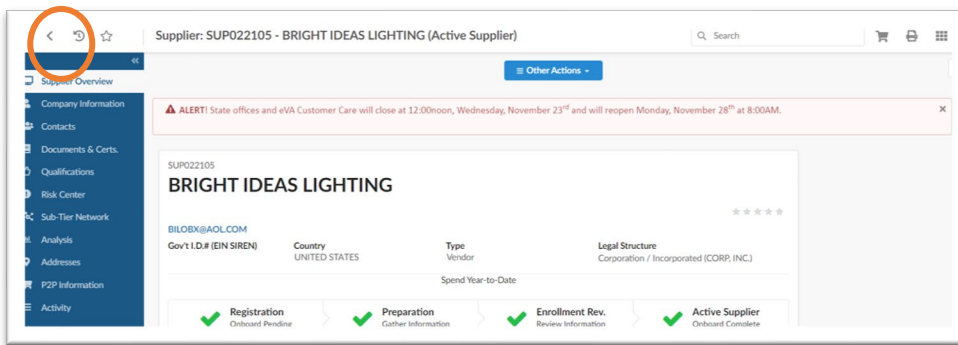 Supplier: SUP022105 - BRIGHT IDEAS LIGHTING (Active Supplier)
Search
Other Actions
Supplier Overview
Company Information
Contacts
Documents & Certs.
Qualifications
Risk Center
Sub-Tier Network
Analysis
Addresses
P2P Information
Activity
ALERT! State offices and eVA Customer Care will close at 12:00noon, Wednesday, November 23rd and will reopen Monday, November 28th at 8:00AM.
SUP022105
BRIGHT IDEAS LIGHTING
BILOBX@AOL.COM
Gov't I.D.# (EIN SIREN) Country Type Legal Structure
UNITED STATES Vendor Corporation / Incorporated (CORP, INC.)
Spend Year-to-Date
Registration Preparation Enrollment Rev. Active Supplier
Onboard Pending Gather Information Review Information Onboard Complete